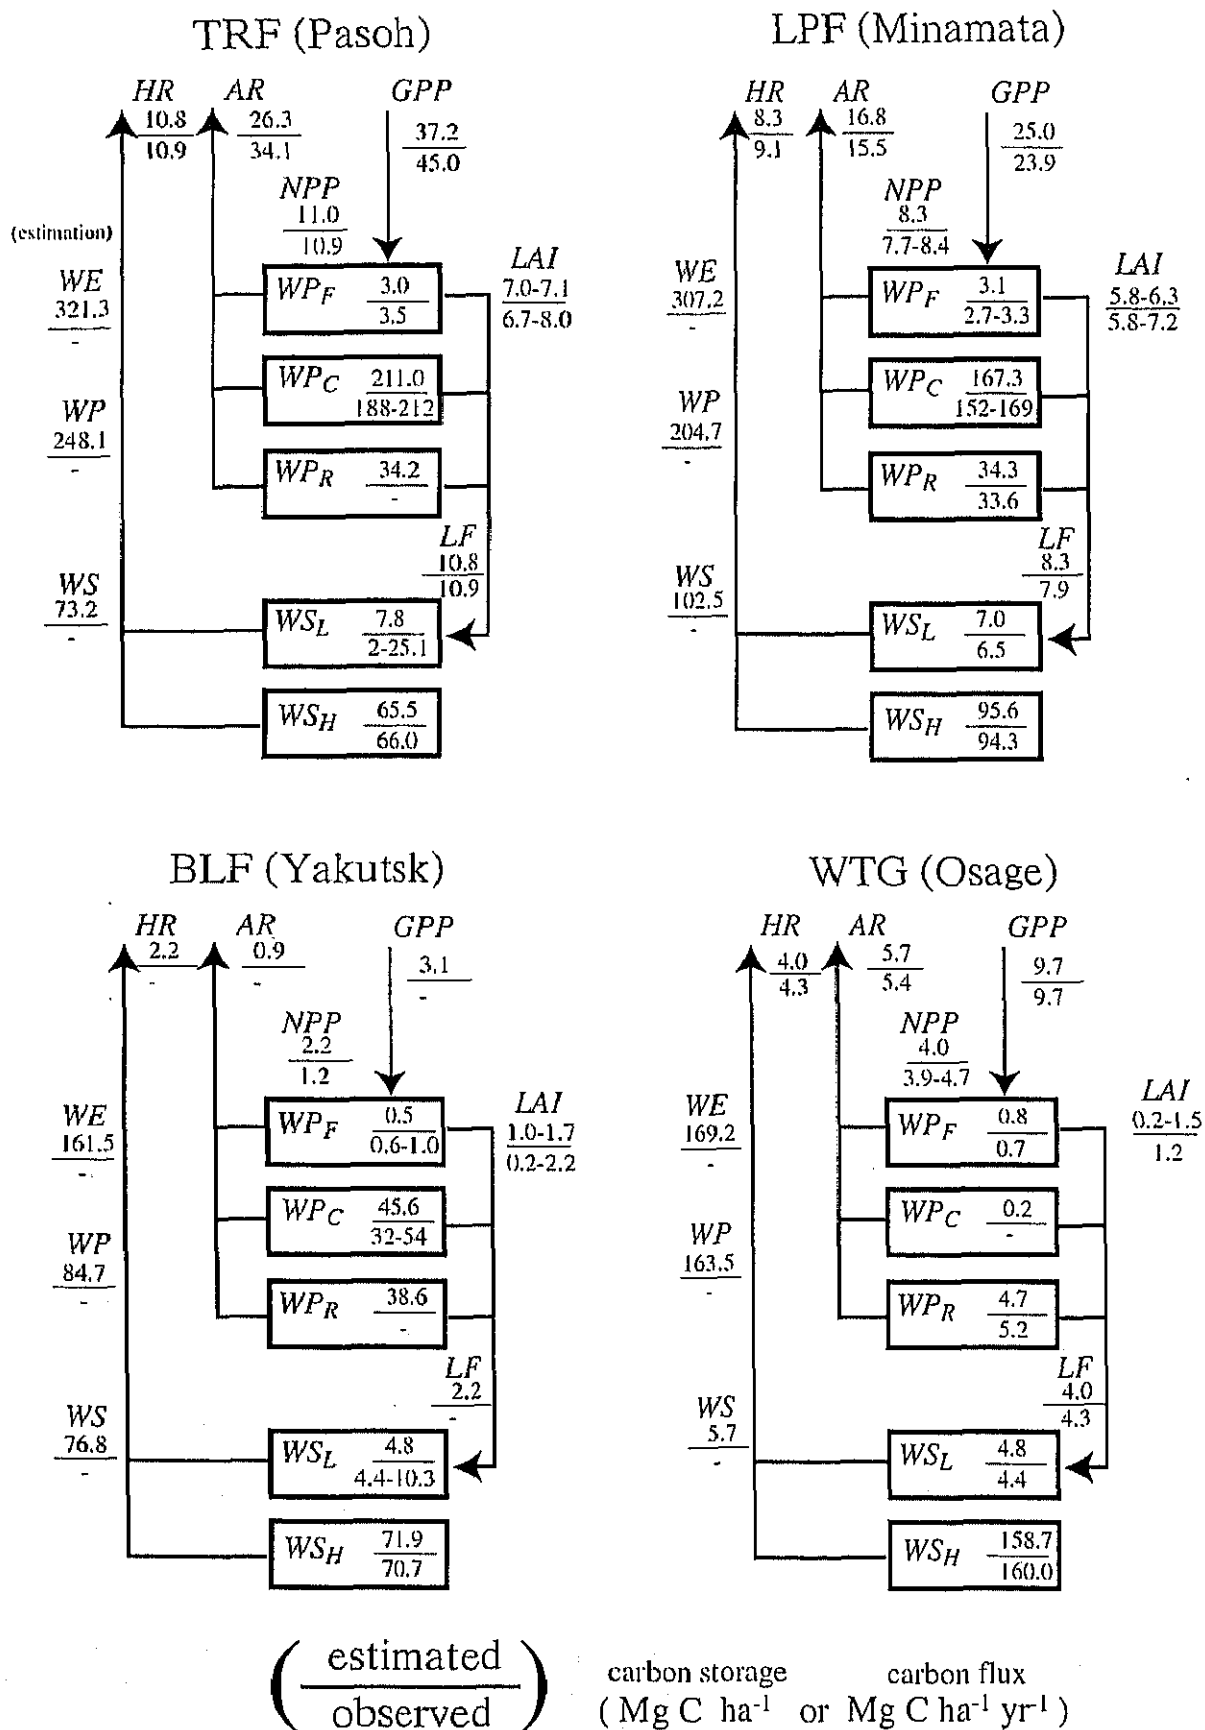 TRF (Pasoh)
HR AR GPP
10.8 26.3 37.2
10.9 34.1 45.0
NPP
11.0
10.9
(estimation)
WE
321.3
-
WPF 3.0
3.5
LAI
7.0-7.1
6.7-8.0
WPC 211.0
188-212
WP
248.1
-
WPR 34.2
-
LF
10.8
10.9
WS
73.2
-
WSL 7.8
2-25.1
WSH 65.5
66.0
LPF (Minamata)
HR AR GPP
8.3 16.8 25.0
9.1 15.5 23.9
NPP
8.3
7.7-8.4
WE
307.2
-
WPF 3.1
2.7-3.3
LAI
5.8-6.3
5.8-7.2
WPC 167.3
152-169
WP
204.7
-
WPR 34.3
33.6
LF
8.3
7.9
WS
102.5
-
WSL 7.0
6.5
WSH 95.6
94.3
BLF (Yakutsk)
HR AR GPP
2.2 0.9 3.1
- - -
NPP
2.2
1.2
WE
161.5
-
WPF 0.5
0.6-1.0
LAI
1.0-1.7
0.2-2.2
WPC 45.6
32-54
WP
84.7
-
WPR 38.6
-
LF
2.2
-
WS
76.8
-
WSL 4.8
4.4-10.3
WSH 71.9
70.7
WTG (Osage)
HR AR GPP
4.0 5.7 9.7
4.3 5.4 9.7
NPP
4.0
3.9-4.7
WE
169.2
-
WPF 0.8
0.7
LAI
0.2-1.5
1.2
WPC 0.2
-
WP
163.5
-
WPR 4.7
5.2
LF
4.0
4.3
WS
5.7
-
WSL 4.8
4.4
WSH 158.7
160.0
( estimated
observed )
carbon storage carbon flux
( Mg C ha-1 or Mg C ha-1 yr-1 )